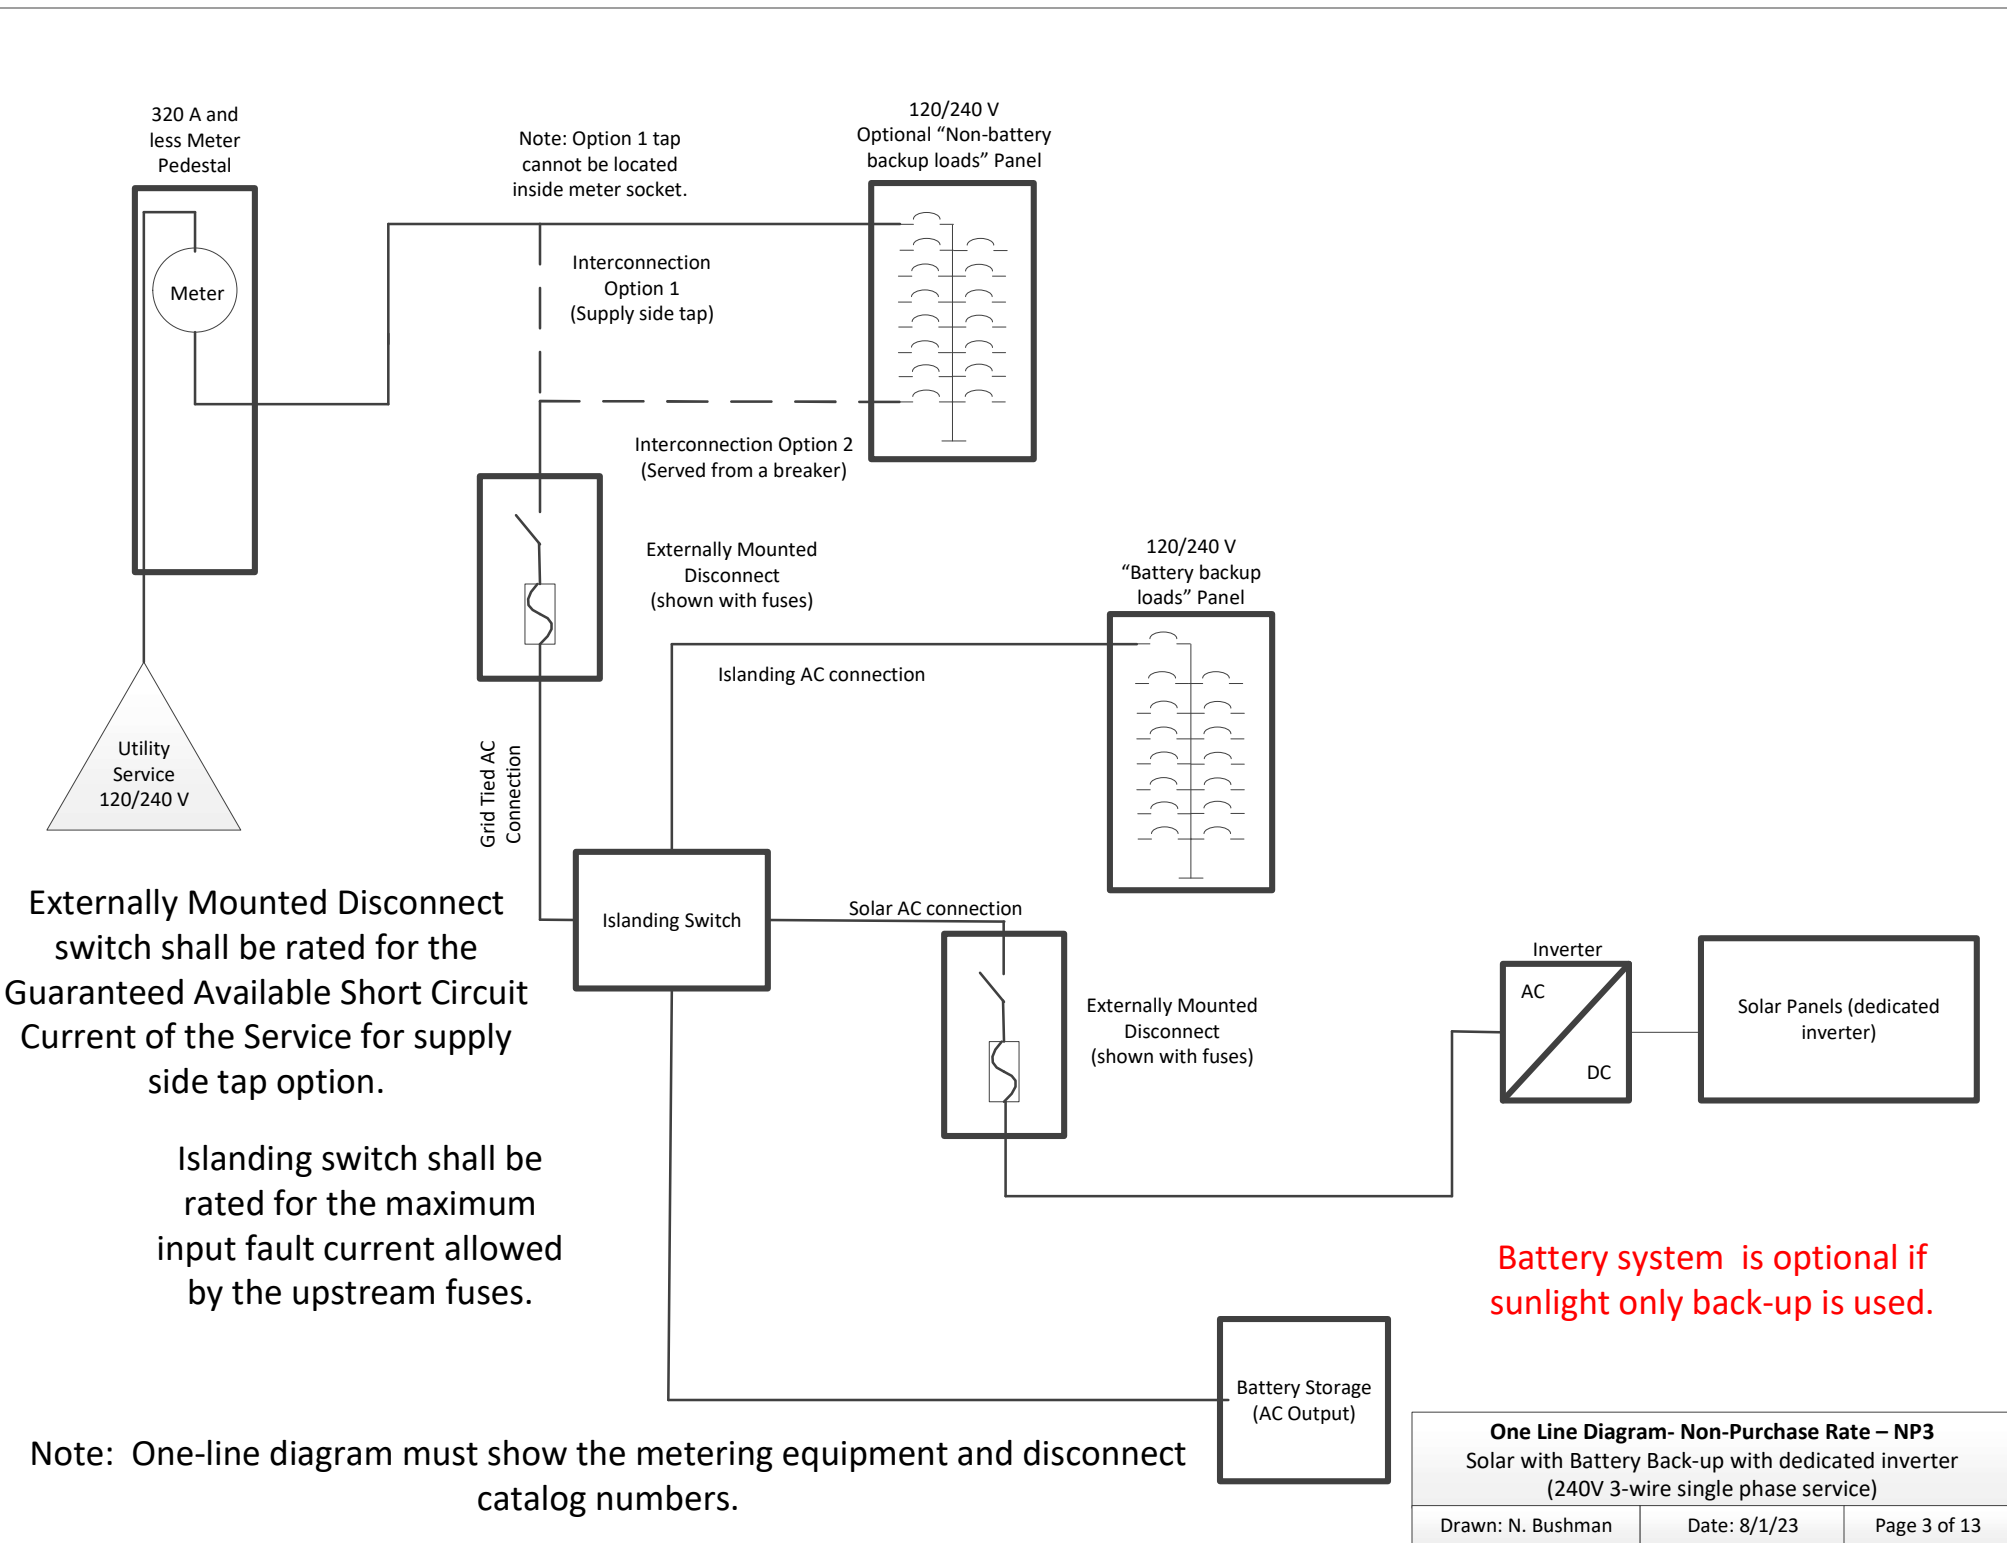 320 A and
less Meter
Pedestal
Note: Option 1 tap
cannot be located
inside meter socket.
120/240 V
Optional “Non-battery
backup loads” Panel
Meter
Interconnection
Option 1
(Supply side tap)
Interconnection Option 2
(Served from a breaker)
Externally Mounted
Disconnect
(shown with fuses)
120/240 V
“Battery backup
loads” Panel
Islanding AC connection
Utility
Service
120/240 V
Grid Tied AC
Connection
Islanding Switch
Solar AC connection
Externally Mounted Disconnect
switch shall be rated for the
Guaranteed Available Short Circuit
Current of the Service for supply
side tap option.
Externally Mounted
Disconnect
(shown with fuses)
Inverter
AC
DC
Solar Panels (dedicated
inverter)
Islanding switch shall be
rated for the maximum
input fault current allowed
by the upstream fuses.
Battery system  is optional if
sunlight only back-up is used.
Battery Storage
(AC Output)
Note:  One-line diagram must show the metering equipment and disconnect
catalog numbers.
One Line Diagram- Non-Purchase Rate – NP3
Solar with Battery Back-up with dedicated inverter
(240V 3-wire single phase service)
Drawn: N. Bushman
Date: 8/1/23
Page 3 of 13